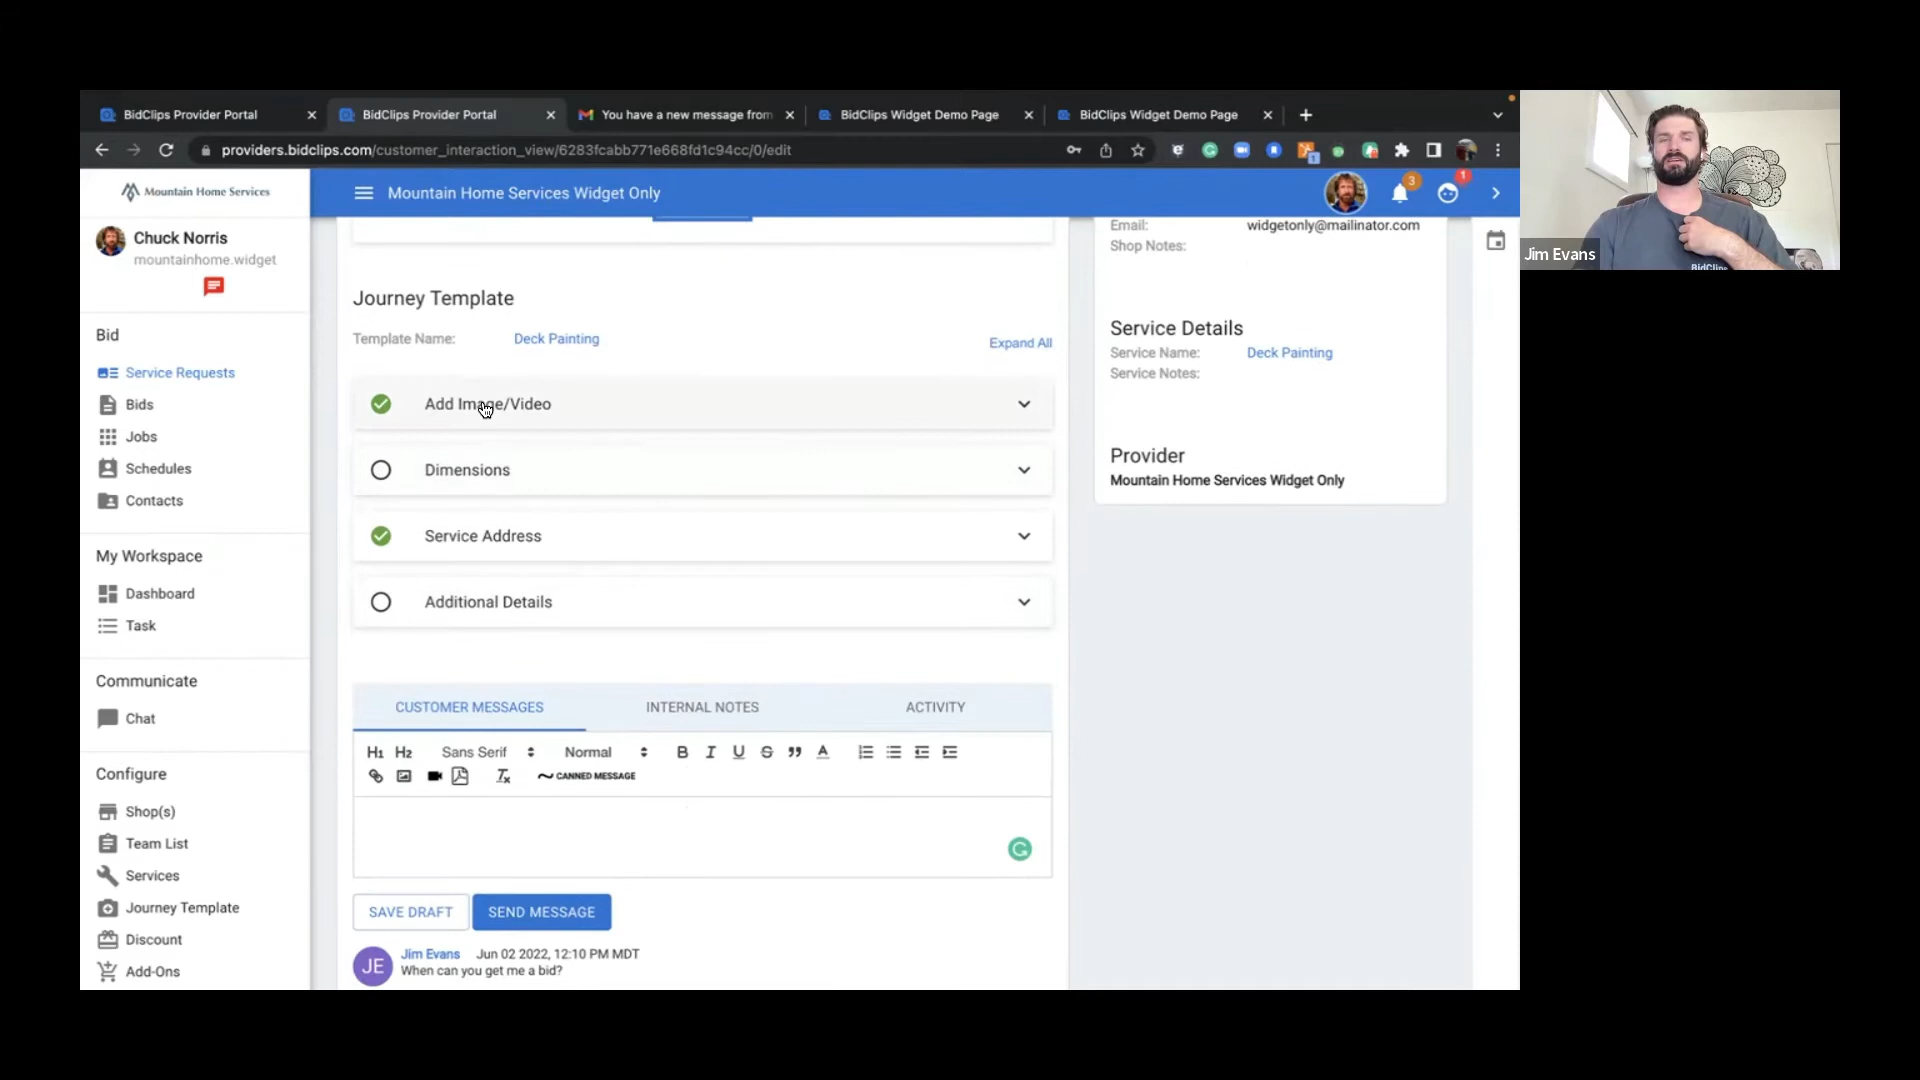 BidClips Provider Portal
BidClips Provider Portal
You have a new message from
BidClips Widget Demo Page
BidClips Widget Demo Page
providers.bidclips.com/customer_interaction_view/6283fcabb771e668fd1c94cc/0/edit
1
Mountain Home Services
Mountain Home Services Widget Only
3
1
Chuck Norris
mountainhome.widget
Bid
Service Requests
Bids
Jobs
Schedules
Contacts
My Workspace
Dashboard
Task
Communicate
Chat
Configure
Shop(s)
Team List
Services
Journey Template
Discount
Add-Ons
Journey Template
Template Name: Deck Painting
Expand All
Add Image/Video
Dimensions
Service Address
Additional Details
CUSTOMER MESSAGES INTERNAL NOTES ACTIVITY
H1 H2 Sans Serif Normal B I U S A
CANNED MESSAGE
SAVE DRAFT SEND MESSAGE
JE
Jim Evans Jun 02 2022, 12:10 PM MDT
When can you get me a bid?
Email: widgetonly@mailinator.com
Shop Notes:
Service Details
Service Name: Deck Painting
Service Notes:
Provider
Mountain Home Services Widget Only
Jim Evans
BidClips